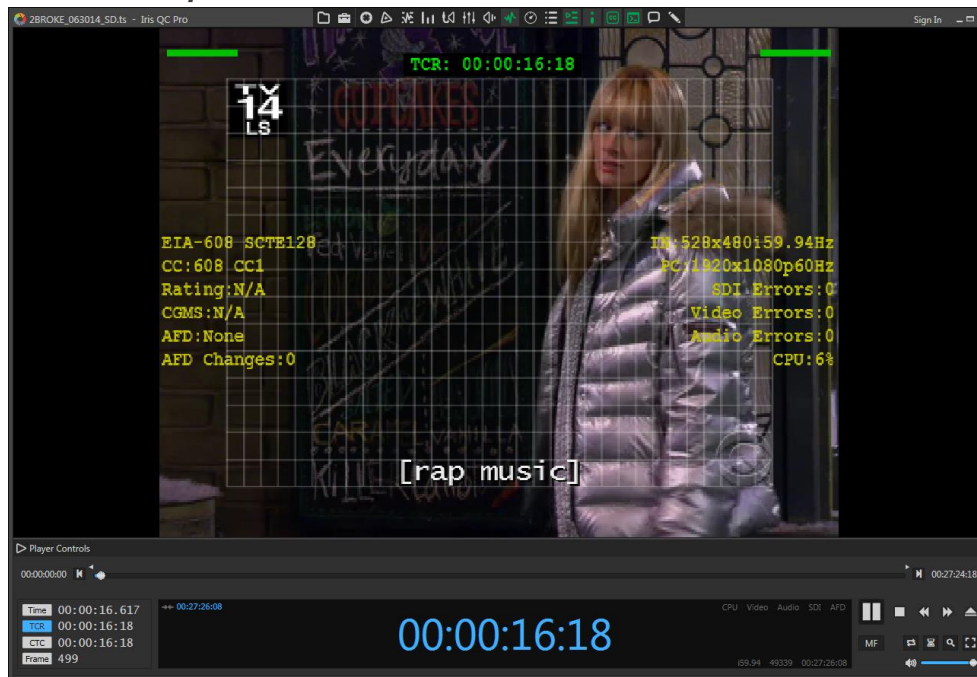 2BROKE_063014_SD.ts - Iris QC Pro
Sign In
TCR: 00:00:16:18
TV
14
LS
CUPCAKES
Everyday
EIA-608 SCTE128
CC:608 CC1
Rating:N/A
CGMS:N/A
AFD:None
AFD Changes:0
IN:528x480i59.94Hz
PC:1920x1080p60Hz
SDI Errors:0
Video Errors:0
Audio Errors:0
CPU:6%
Red Velvet
BLACK
VANILLA
KILLER
[rap music]
Player Controls
00:00:00:00
00:27:24:18
Time 00:00:16.617
TCR 00:00:16:18
CTC 00:00:16:18
Frame 499
00:27:26:08
CPU Video Audio SDI AFD
00:00:16:18
i59.94 49339 00:27:26:08
MF